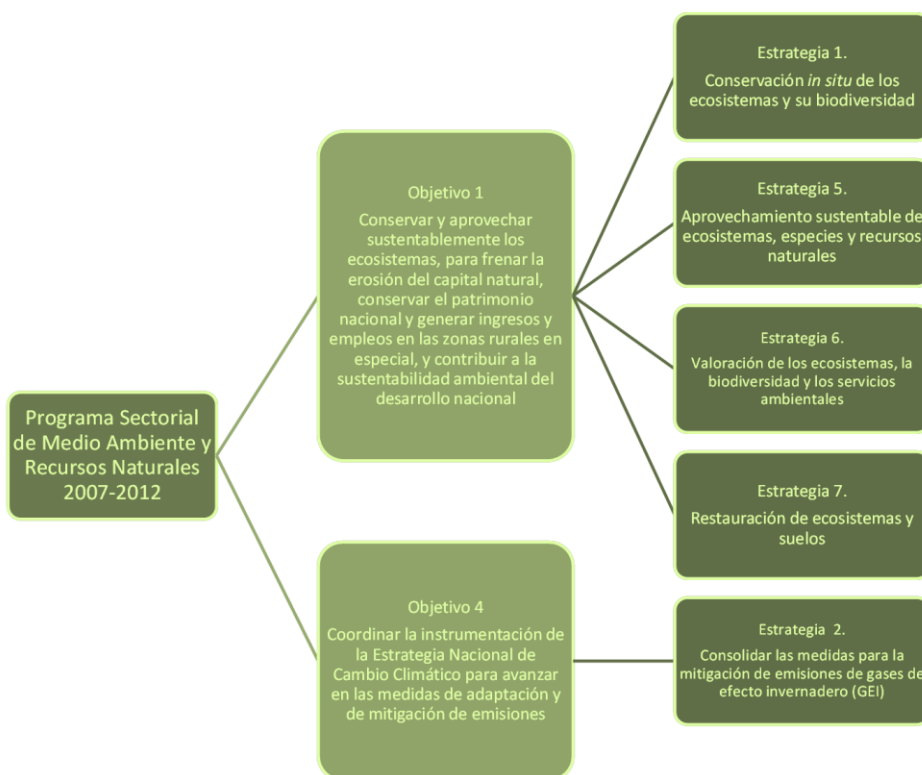 Programa Sectorial
de Medio Ambiente y
Recursos Naturales
2007-2012
Objetivo 1
Conservar y aprovechar
sustentablemente los
ecosistemas, para frenar la
erosión del capital natural,
conservar el patrimonio
nacional y generar ingresos y
empleos en las zonas rurales en
especial, y contribuir a la
sustentabilidad ambiental del
desarrollo nacional
Estrategia 1.
Conservación in situ de los
ecosistemas y su biodiversidad
Estrategia 5.
Aprovechamiento sustentable de
ecosistemas, especies y recursos
naturales
Estrategia 6.
Valoración de los ecosistemas, la
biodiversidad y los servicios
ambientales
Estrategia 7.
Restauración de ecosistemas y
suelos
Objetivo 4
Coordinar la instrumentación de
la Estrategia Nacional de
Cambio Climático para avanzar
en las medidas de adaptación y
de mitigación de emisiones
Estrategia 2.
Consolidar las medidas para la
mitigación de emisiones de gases de
efecto invernadero (GEI)